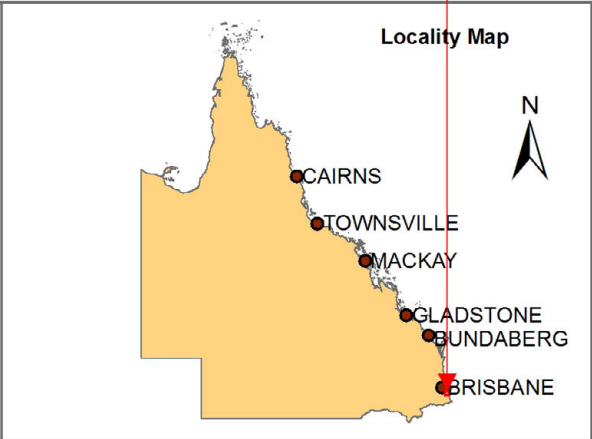 Locality Map
N
CAIRNS
TOWNSVILLE
MACKAY
GLADSTONE
BUNDABERG
BRISBANE